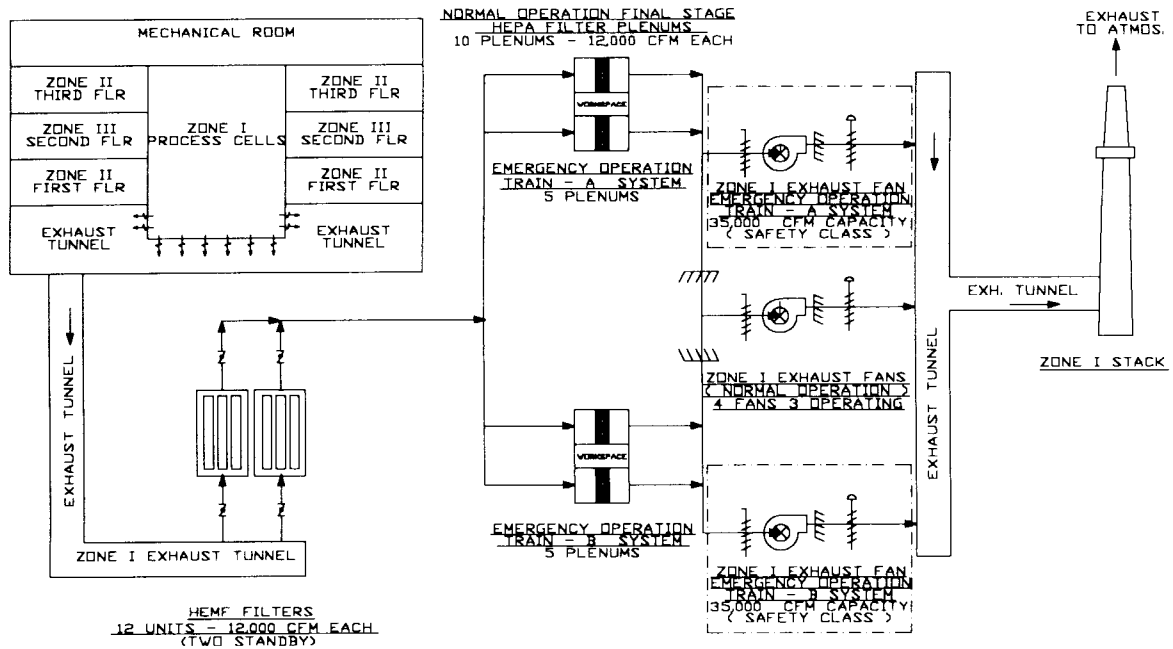 MECHANICAL ROOM
ZONE II
THIRD FLR
ZONE III
SECOND FLR
ZONE II
FIRST FLR
EXHAUST
TUNNEL
ZONE I
PROCESS CELLS
ZONE II
THIRD FLR
ZONE III
SECOND FLR
ZONE II
FIRST FLR
EXHAUST
TUNNEL
EXHAUST TUNNEL
ZONE I EXHAUST TUNNEL
HEMF FILTERS
12 UNITS - 12,000 CFM EACH
(TWO STANDBY)
NORMAL OPERATION FINAL STAGE
HEPA FILTER PLENUMS
10 PLENUMS - 12,000 CFM EACH
WORKSPACE
EMERGENCY OPERATION
TRAIN - A SYSTEM
5 PLENUMS
WORKSPACE
EMERGENCY OPERATION
TRAIN - B SYSTEM
5 PLENUMS
ZONE I EXHAUST FAN
EMERGENCY OPERATION
TRAIN - A SYSTEM
35,000 CFM CAPACITY
( SAFETY CLASS )
ZONE I EXHAUST FANS
( NORMAL OPERATION )
4 FANS 3 OPERATING
ZONE I EXHAUST FAN
EMERGENCY OPERATION
TRAIN - B SYSTEM
35,000 CFM CAPACITY
( SAFETY CLASS )
EXHAUST TUNNEL
EXH. TUNNEL
EXHAUST
TO ATMOS.
ZONE I STACK